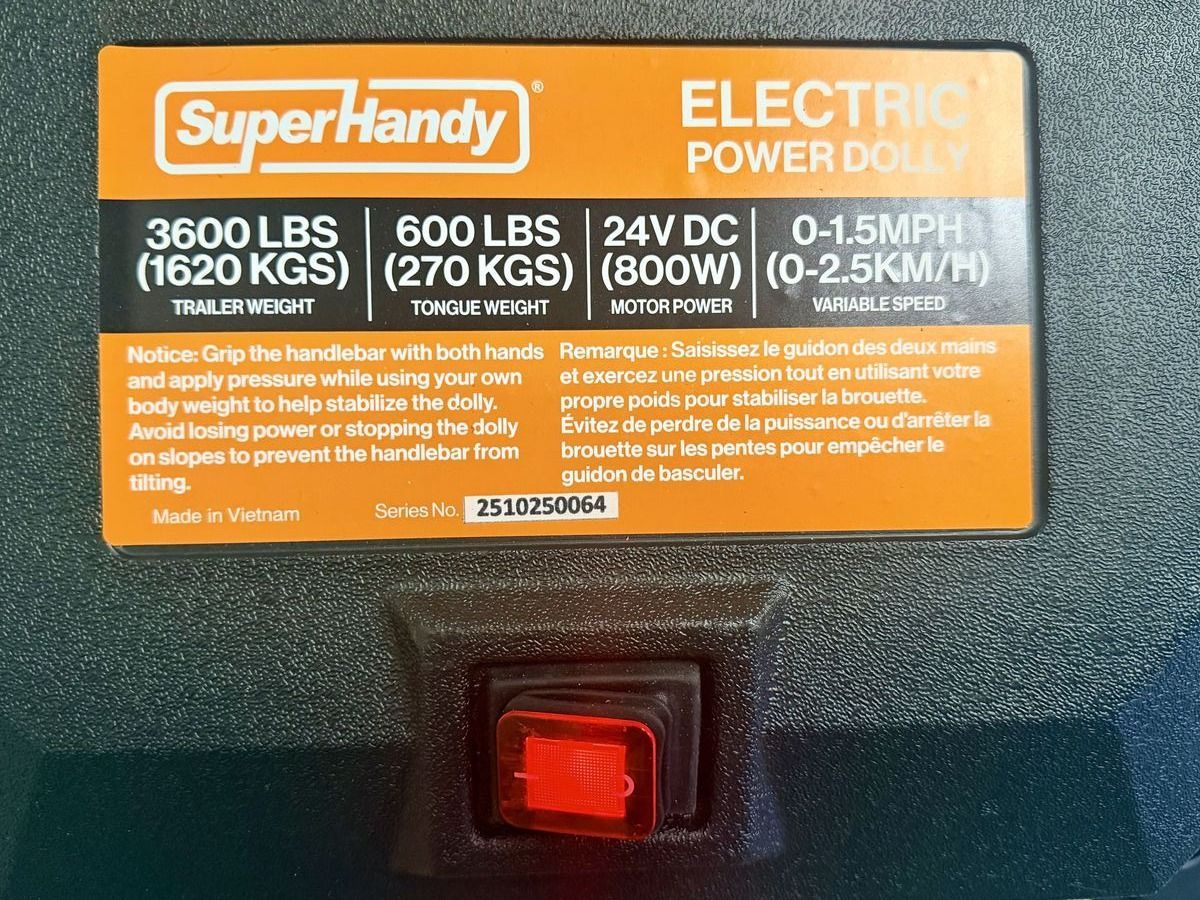 SuperHandy®
ELECTRIC
POWER DOLLY
3600 LBS
(1620 KGS)
TRAILER WEIGHT
600 LBS
(270 KGS)
TONGUE WEIGHT
24V DC
(800W)
MOTOR POWER
0-1.5MPH
(0-2.5KM/H)
VARIABLE SPEED
Notice: Grip the handlebar with both hands
and apply pressure while using your own
body weight to help stabilize the dolly.
Avoid losing power or stopping the dolly
on slopes to prevent the handlebar from
tilting.
Remarque : Saisissez le guidon des deux mains
et exercez une pression tout en utilisant votre
propre poids pour stabiliser la brouette.
Évitez de perdre de la puissance ou d'arrêter la
brouette sur les pentes pour empêcher le
guidon de basculer.
Made in Vietnam
Series No. 2510250064